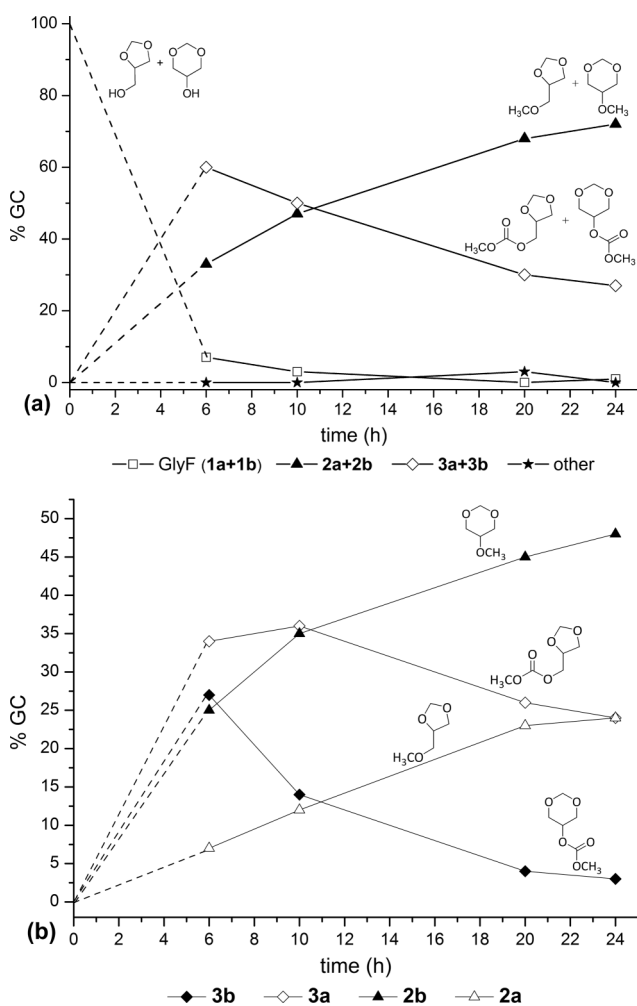 100
80
60
40
20
0
% GC
O
O
+
O
O
HO
OH
O
O
+
O
O
H3CO
OCH3
O
O
O
H3CO
O
+
O
O
O
O
OCH3
0
2
4
6
8
10
12
14
16
18
20
22
24
(a)
time (h)
GlyF (1a+1b) 2a+2b 3a+3b other
50
45
40
35
30
25
20
15
10
5
0
% GC
O
O
OCH3
O
O
O
H3CO
O
O
O
H3CO
O
O
O
O
OCH3
0
2
4
6
8
10
12
14
16
18
20
22
24
(b)
time (h)
3b 3a 2b 2a